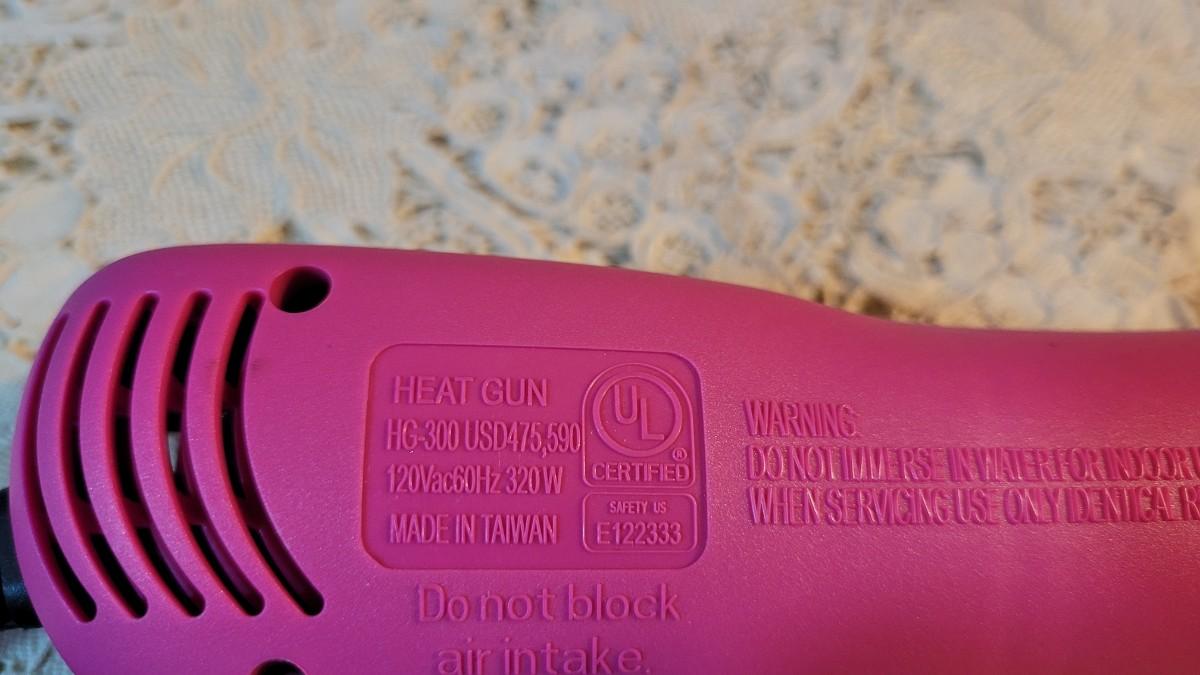 HEAT GUN
HG-300 USD475,590
120Vac60Hz 320W
MADE IN TAIWAN
UL
®
CERTIFIED
SAFETY US
E122333
Do not block
air intake.
WARNING:
DO NOT IMMERSE IN WATER.FOR INDOOR
WHEN SERVICING USE ONLY IDENTICAL